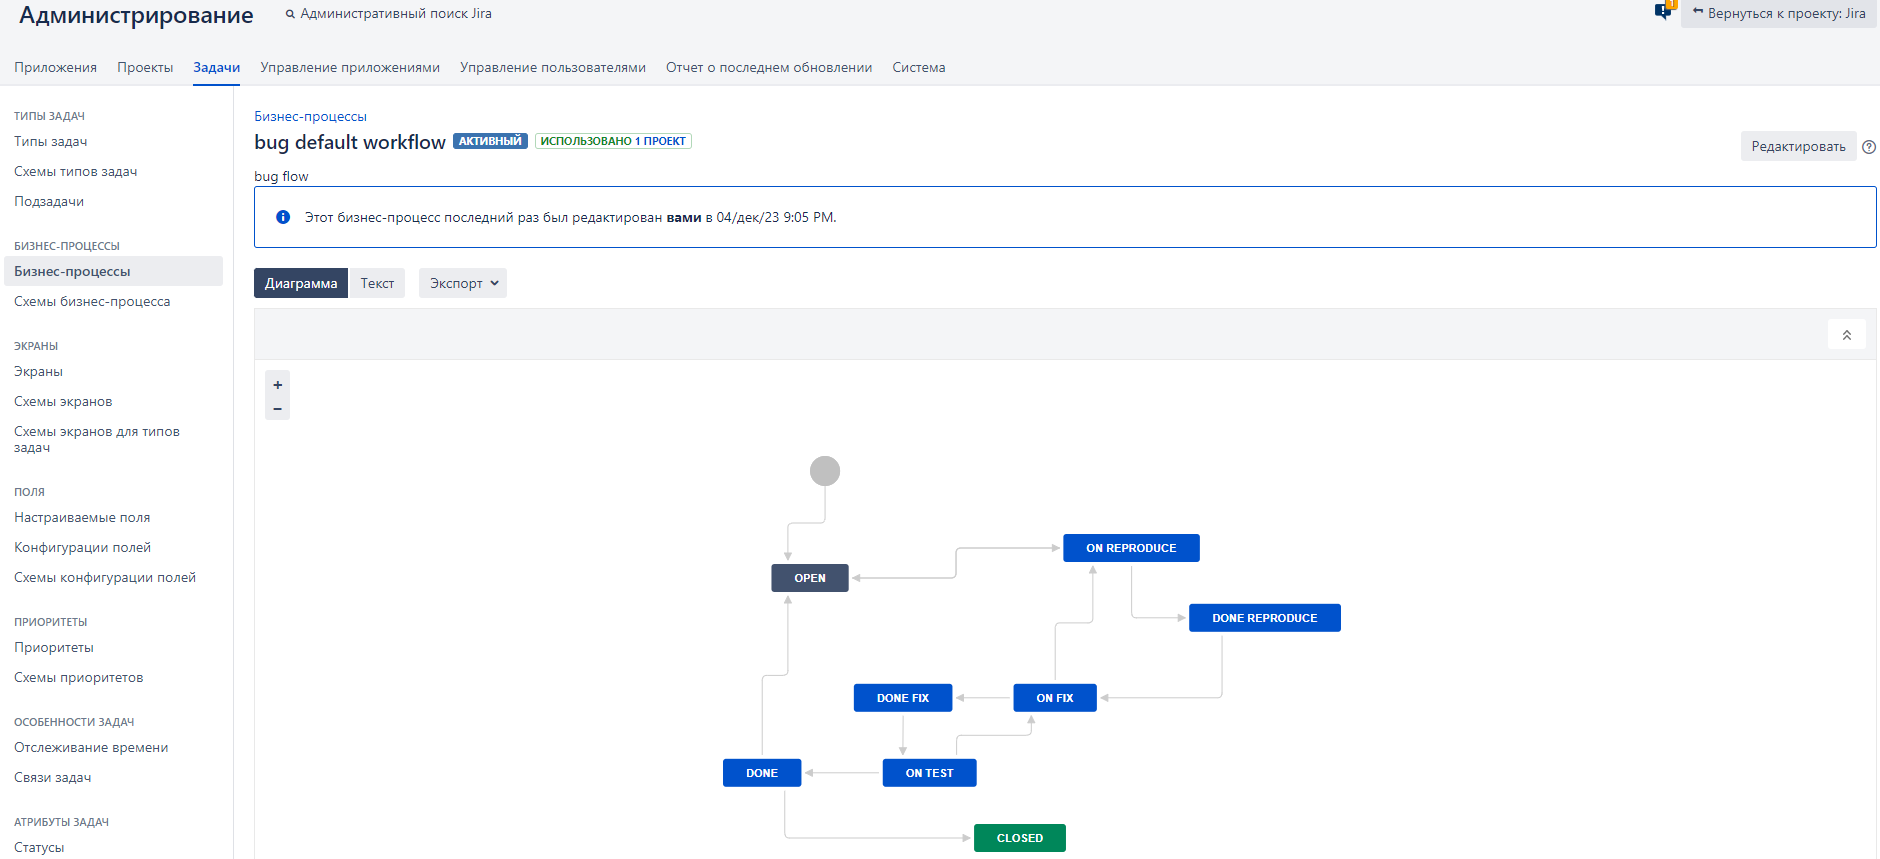 Администрирование
Административный поиск Jira
1
Вернуться к проекту: Jira
Приложения
Проекты
Задачи
Управление приложениями
Управление пользователями
Отчет о последнем обновлении
Система
ТИПЫ ЗАДАЧ
Типы задач
Схемы типов задач
Подзадачи
БИЗНЕС-ПРОЦЕССЫ
Бизнес-процессы
Схемы бизнес-процесса
ЭКРАНЫ
Экраны
Схемы экранов
Схемы экранов для типов
задач
ПОЛЯ
Настраиваемые поля
Конфигурации полей
Схемы конфигурации полей
ПРИОРИТЕТЫ
Приоритеты
Схемы приоритетов
ОСОБЕННОСТИ ЗАДАЧ
Отслеживание времени
Связи задач
АТРИБУТЫ ЗАДАЧ
Статусы
Бизнес-процессы
bug default workflow
АКТИВНЫЙ
ИСПОЛЬЗОВАНО 1 ПРОЕКТ
Редактировать
bug flow
Этот бизнес-процесс последний раз был редактирован вами в 04/дек/23 9:05 PM.
Диаграмма
Текст
Экспорт
+
−
OPEN
ON REPRODUCE
DONE REPRODUCE
DONE FIX
ON FIX
DONE
ON TEST
CLOSED